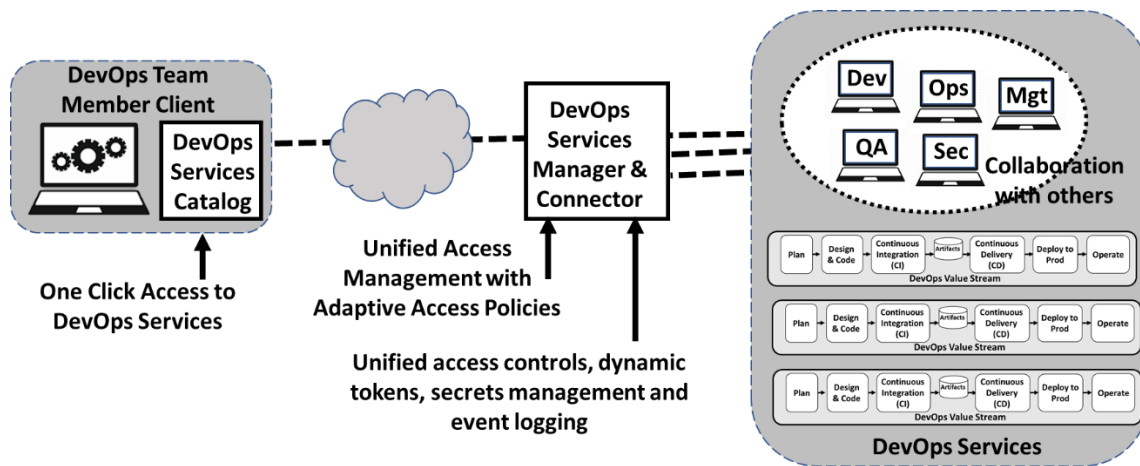 DevOps Team
Member Client
DevOps
Services
Catalog
One Click Access to
DevOps Services
DevOps
Services
Manager &
Connector
Unified Access
Management with
Adaptive Access Policies
Unified access controls, dynamic
tokens, secrets management and
event logging
Dev
Ops
Mgt
QA
Sec
Collaboration
with others
Plan
Design
& Code
Continuous
Integration
(CI)
Artifacts
Continuous
Delivery
(CD)
Deploy to
Prod
Operate
DevOps Value Stream
Plan
Design
& Code
Continuous
Integration
(CI)
Artifacts
Continuous
Delivery
(CD)
Deploy to
Prod
Operate
DevOps Value Stream
Plan
Design
& Code
Continuous
Integration
(CI)
Artifacts
Continuous
Delivery
(CD)
Deploy to
Prod
Operate
DevOps Value Stream
DevOps Services